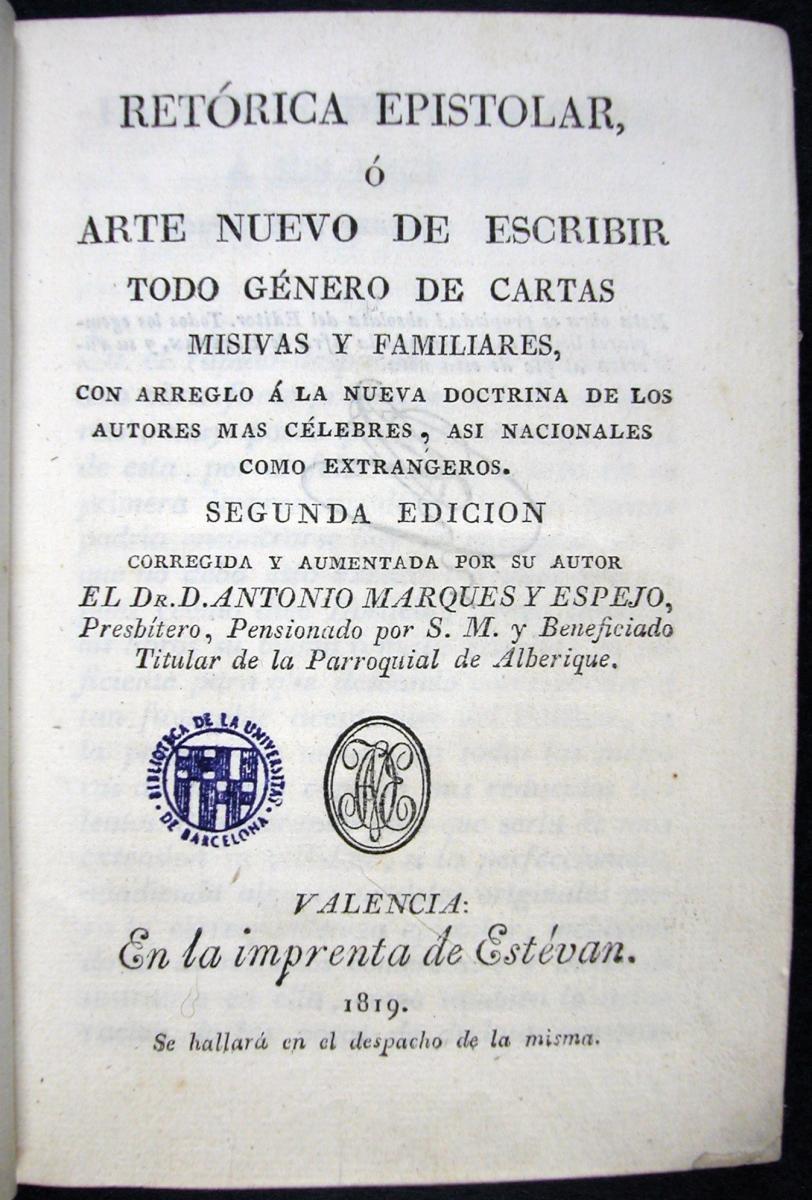 RETÓRICA EPISTOLAR,
ó
ARTE NUEVO DE ESCRIBIR
TODO GÉNERO DE CARTAS
MISIVAS Y FAMILIARES,
CON ARREGLO Á LA NUEVA DOCTRINA DE LOS
AUTORES MAS CÉLEBRES, ASI NACIONALES
COMO EXTRANGEROS.
SEGUNDA EDICION
CORREGIDA Y AUMENTADA POR SU AUTOR
EL DR. D. ANTONIO MARQUES Y ESPEJO,
Presbítero, Pensionado por S. M. y Beneficiado
Titular de la Parroquial de Alberique.
BIBLIOTECA DE LA UNIVERSITAT
· DE BARCELONA ·
VALENCIA:
En la imprenta de Estévan.
1819.
Se hallará en el despacho de la misma.